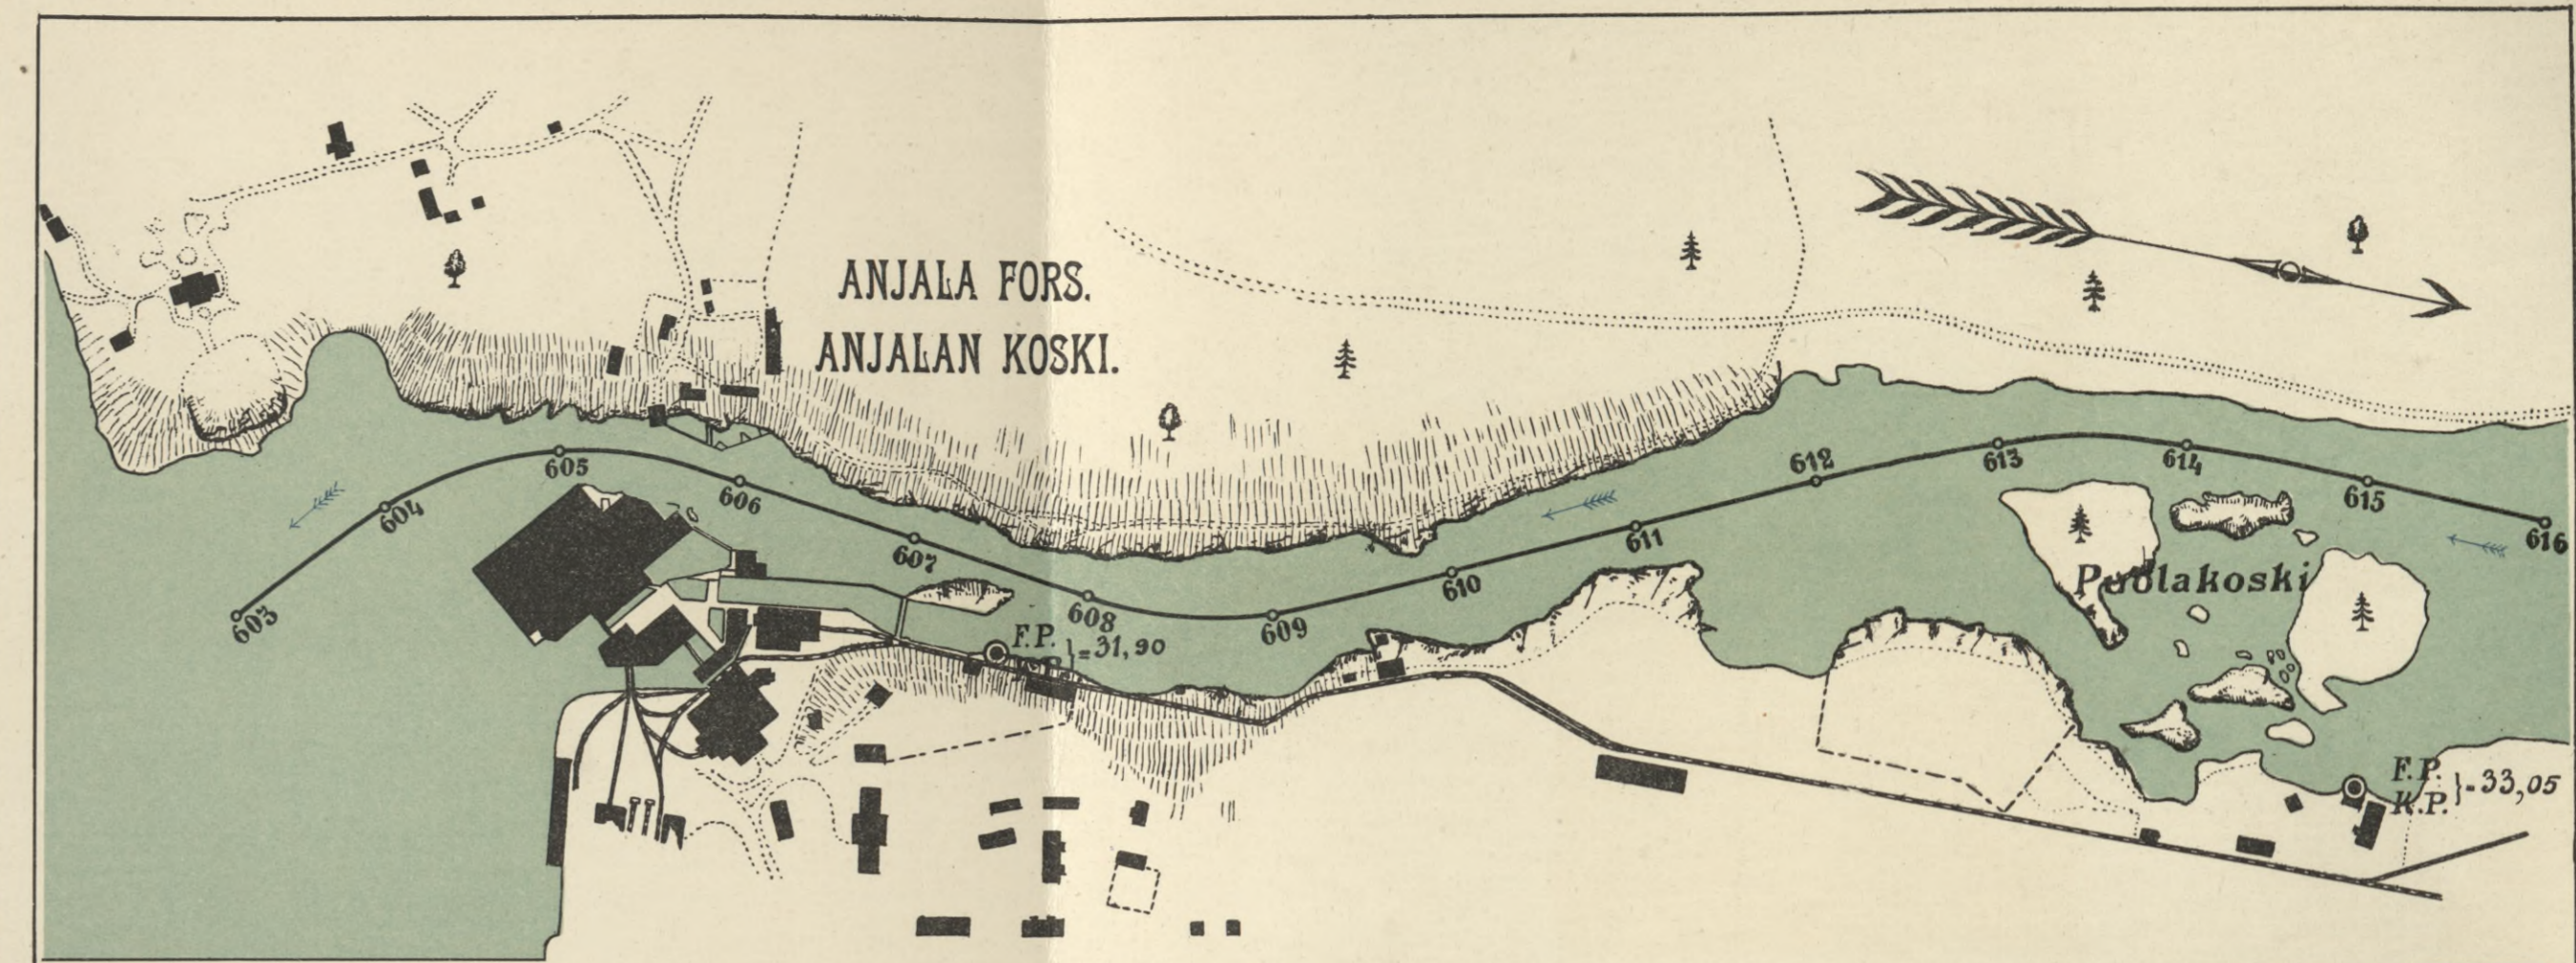 ANJALA FORS.
ANJALAN KOSKI.
603
604
605
606
607
608
609
610
611
612
613
614
615
616
Puolakoski
F.P.
=31,90
F.P.
K.P.
}=33,05